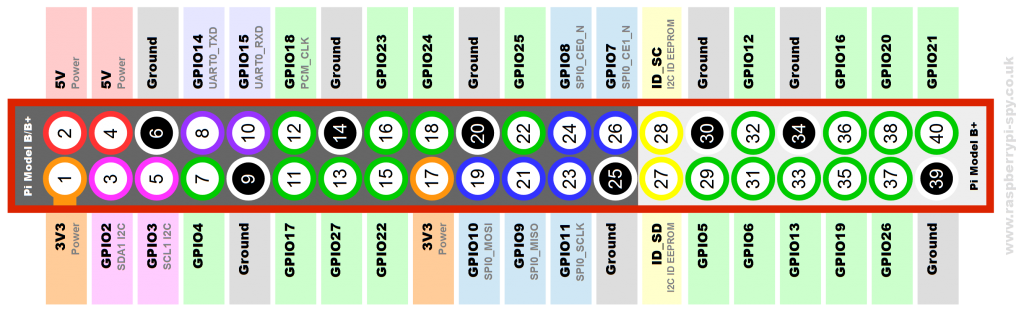 5V
Power
5V
Power
Ground
GPIO14
UART0_TXD
GPIO15
UART0_RXD
GPIO18
PCM_CLK
Ground
GPIO23
GPIO24
Ground
GPIO25
GPIO8
SPI0_CE0_N
GPIO7
SPI0_CE1_N
ID_SC
I2C ID EEPROM
Ground
GPIO12
Ground
GPIO16
GPIO20
GPIO21
Pi Model B/B+
2 4 6 8 10 12 14 16 18 20 22 24 26 28 30 32 34 36 38 40
1 3 5 7 9 11 13 15 17 19 21 23 25 27 29 31 33 35 37 39
Pi Model B+
3V3
Power
GPIO2
SDA1 I2C
GPIO3
SCL1 I2C
GPIO4
Ground
GPIO17
GPIO27
GPIO22
3V3
Power
GPIO10
SPI0_MOSI
GPIO9
SPI0_MISO
GPIO11
SPI0_SCLK
Ground
ID_SD
I2C ID EEPROM
GPIO5
GPIO6
GPIO13
GPIO19
GPIO26
Ground
www.raspberrypi-spy.co.uk